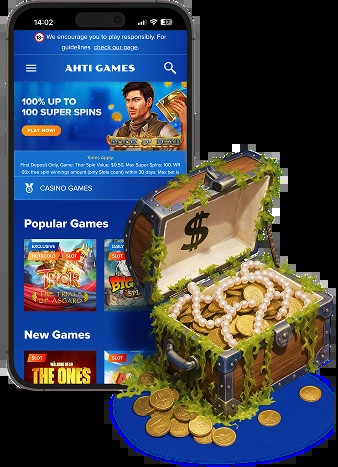 14:02
37
We encourage you to play responsibly. For
guidelines check our page.
AHTI GAMES
100% UP TO
100 SUPER SPINS
PLAY NOW!
BOOK OF DEAD
Terms Apply.
First Deposit Only. Game: Thor Spin Value: $0.50, Max Super Spins: 100. WR
60x free spin winnings amount (only Slots count) within 30 days. Max bet is
CASINO GAMES
$
Popular Games
EXCLUSIVE
DAILY
HOT&COLD
SLOT
SLOT
THOR
THE TRIALS
OF ASGARD
BIG
New Games
SLOT
SLOT
THE WALKING DEAD
THE ONES